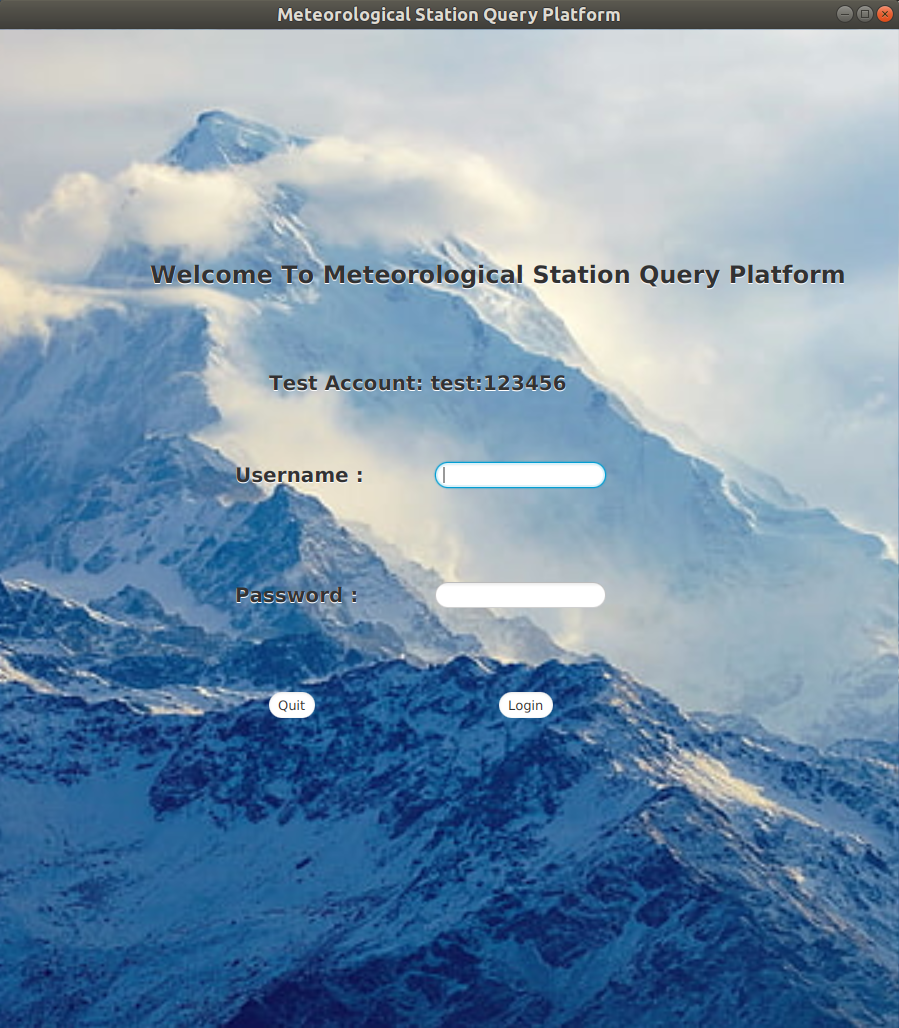 Meteorological Station Query Platform
Welcome To Meteorological Station Query Platform
Test Account: test:123456
Username :
Password :
Quit
Login